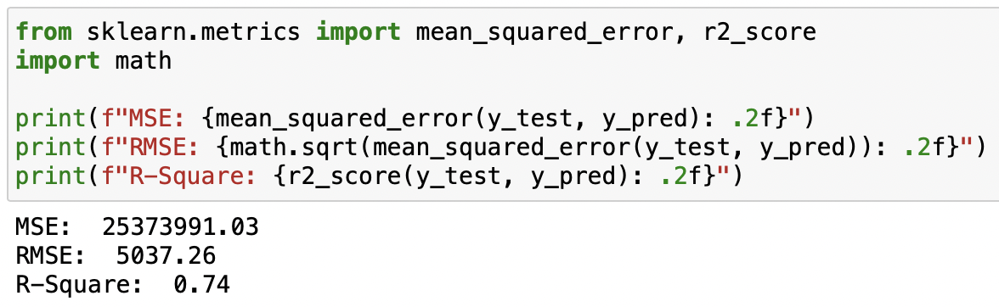 from sklearn.metrics import mean_squared_error, r2_score
import math
print(f"MSE: {mean_squared_error(y_test, y_pred): .2f}")
print(f"RMSE: {math.sqrt(mean_squared_error(y_test, y_pred)): .2f}")
print(f"R-Square: {r2_score(y_test, y_pred): .2f}")
MSE:  25373991.03
RMSE:  5037.26
R-Square:  0.74